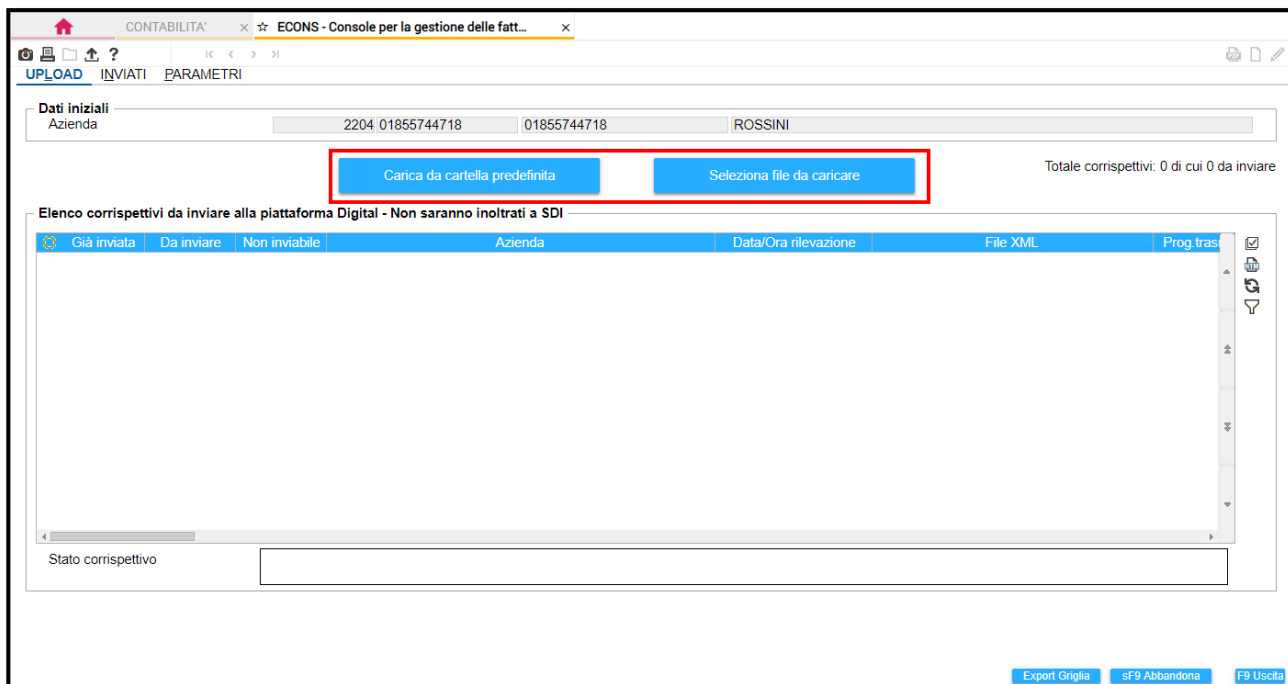 CONTABILITA' × ☆ ECONS - Console per la gestione delle fatt... ×
?
UPLOAD INVIATI PARAMETRI
Dati iniziali
Azienda 2204 01855744718 01855744718 ROSSINI
Carica da cartella predefinita Seleziona file da caricare Totale corrispettivi: 0 di cui 0 da inviare
Elenco corrispettivi da inviare alla piattaforma Digital - Non saranno inoltrati a SDI
Già inviata Da inviare Non inviabile Azienda Data/Ora rilevazione File XML Prog.tras
Stato corrispettivo
Export Griglia sF9 Abbandona F9 Uscita